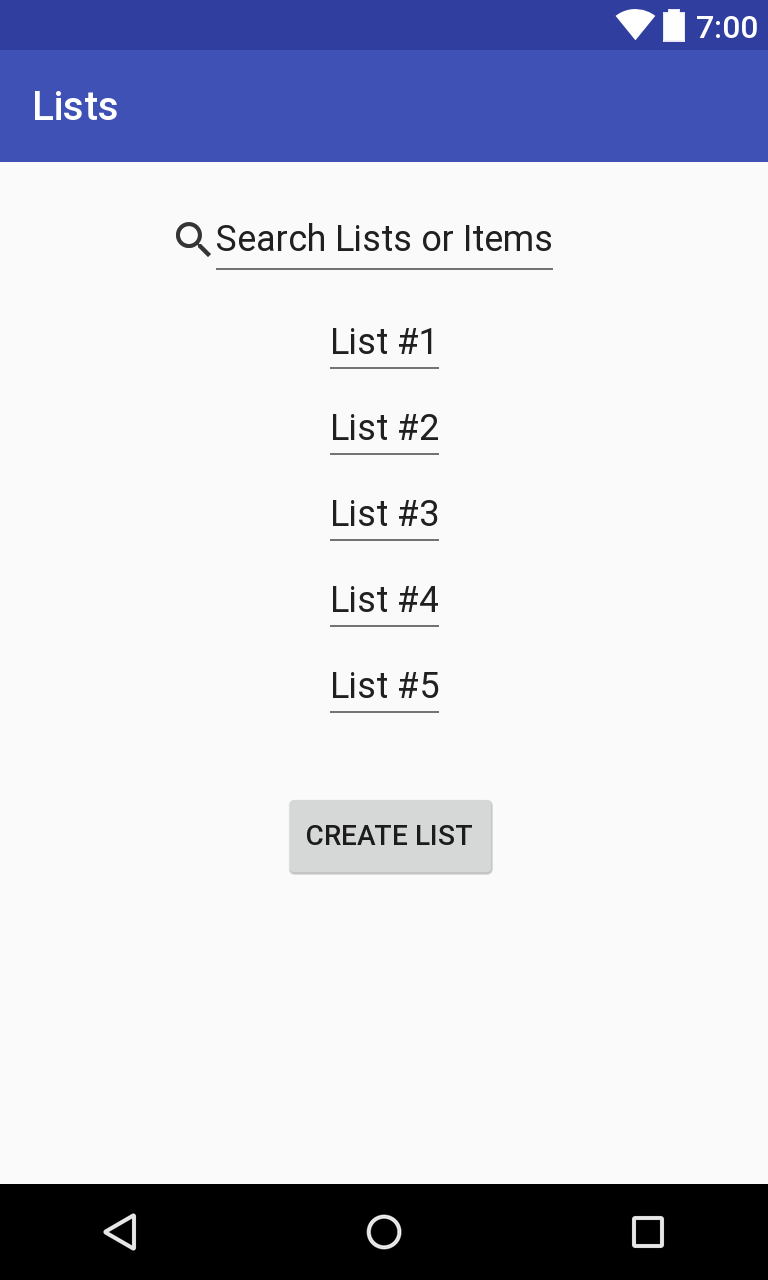 7:00
Lists
Search Lists or Items
List #1
List #2
List #3
List #4
List #5
CREATE LIST